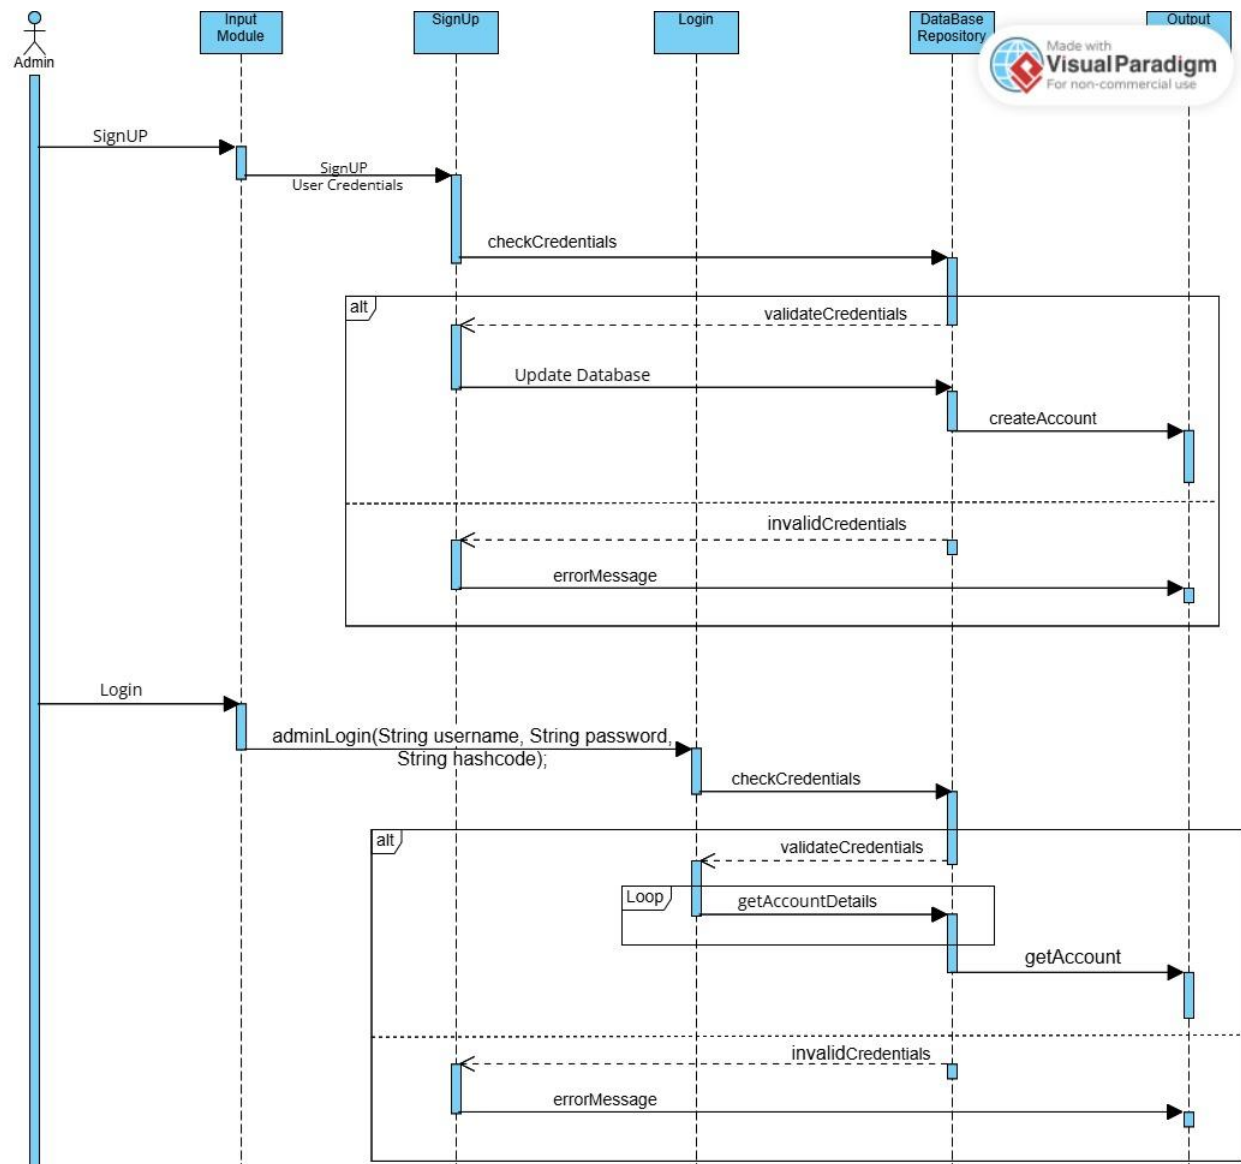 Admin
Input
Module
SignUp
Login
DataBase
Repository
Output
Made with
Visual Paradigm
For non-commercial use
SignUP
SignUP
User Credentials
checkCredentials
alt
validateCredentials
Update Database
createAccount
invalidCredentials
errorMessage
Login
adminLogin(String username, String password,
String hashcode);
checkCredentials
alt
validateCredentials
Loop
getAccountDetails
getAccount
invalidCredentials
errorMessage